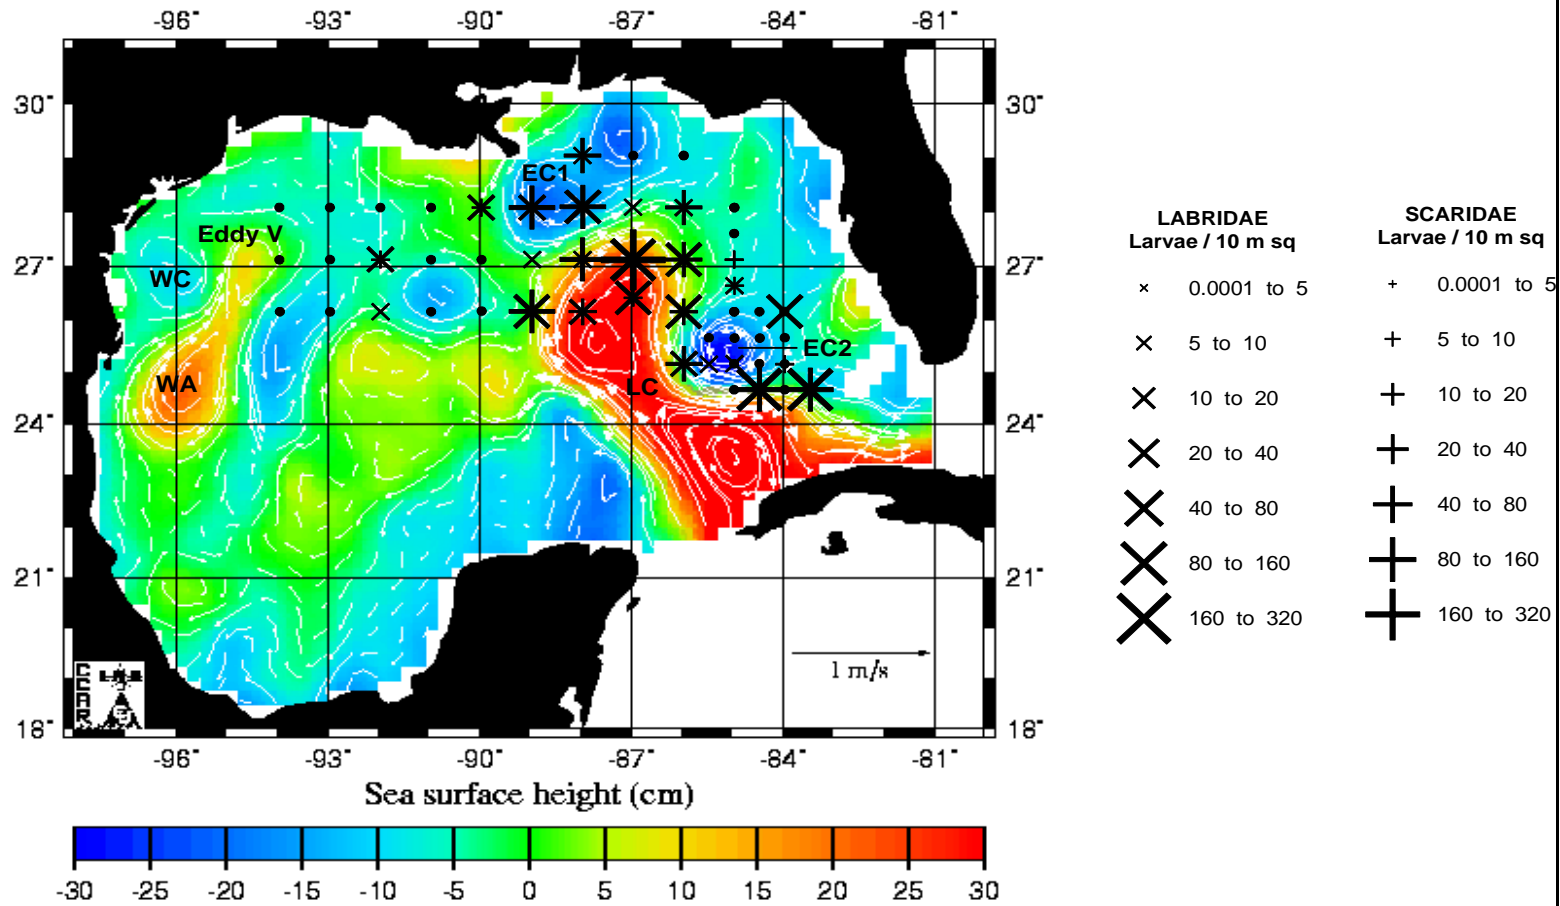 -96° -93° -90° -87° -84° -81°
30° 30°
EC1
Eddy V
27° 27°
WC
EC2
WA LC
24° 24°
21° 21°
1 m/s
18° 18°
-96° -93° -90° -87° -84° -81°
Sea surface height (cm)
-30 -25 -20 -15 -10 -5 0 5 10 15 20 25 30
LABRIDAE
Larvae / 10 m sq
0.0001 to 5
5 to 10
10 to 20
20 to 40
40 to 80
80 to 160
160 to 320
SCARIDAE
Larvae / 10 m sq
0.0001 to 5
5 to 10
10 to 20
20 to 40
40 to 80
80 to 160
160 to 320
CCAR